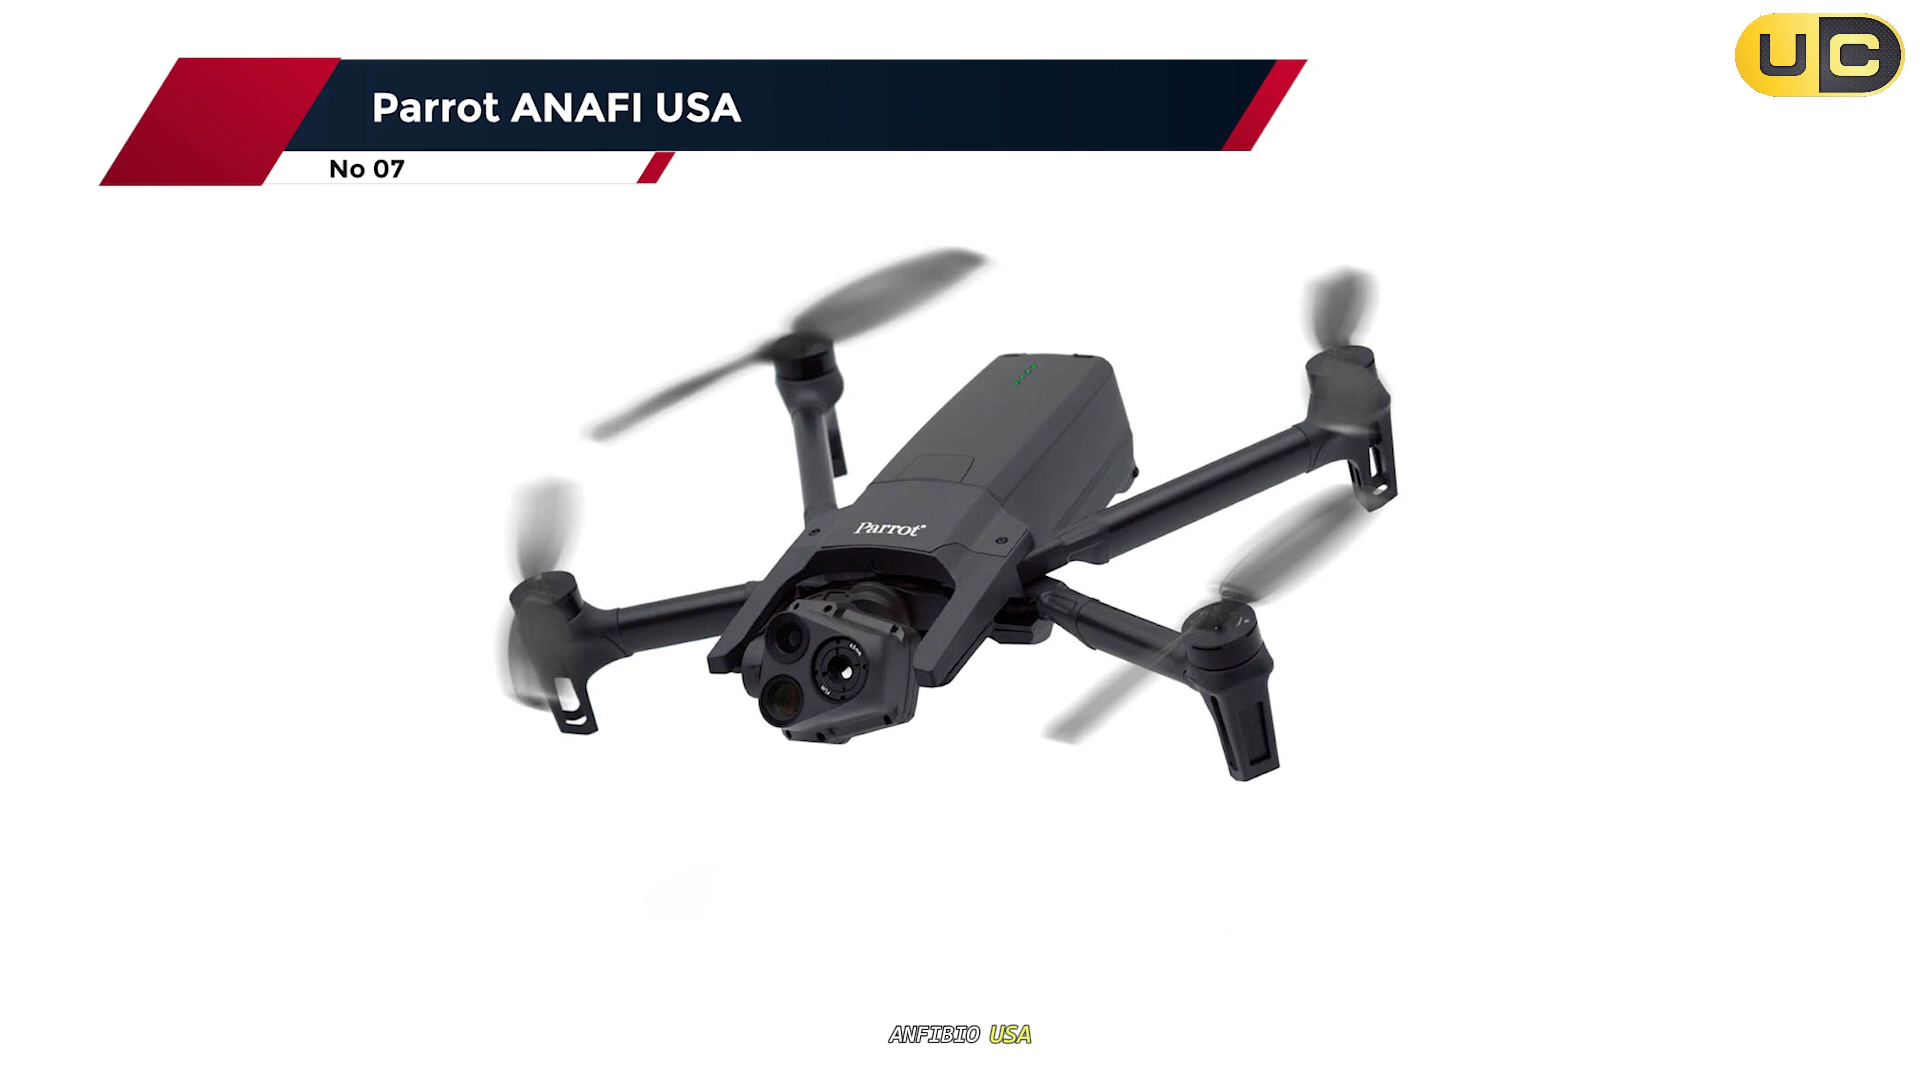 UC
Parrot ANAFI USA
No 07
Parrot
ANFIBIO USA